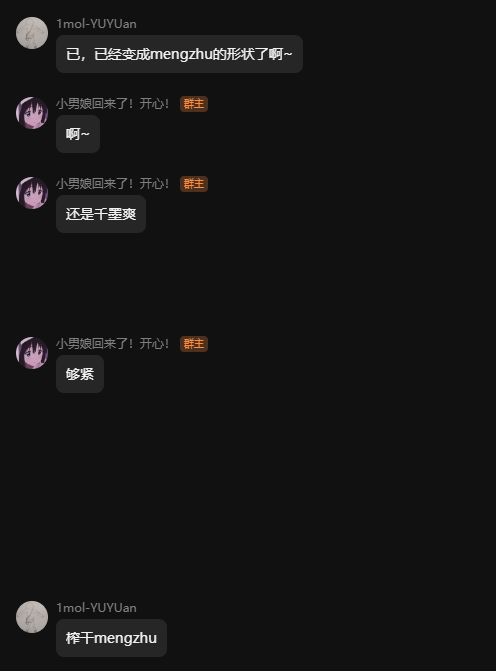 1mol-YUYUan
已，已经变成mengzhu的形状了啊~
小男娘回来了！开心！ 群主
啊~
小男娘回来了！开心！ 群主
还是千墨爽
小男娘回来了！开心！ 群主
够紧
1mol-YUYUan
榨干mengzhu